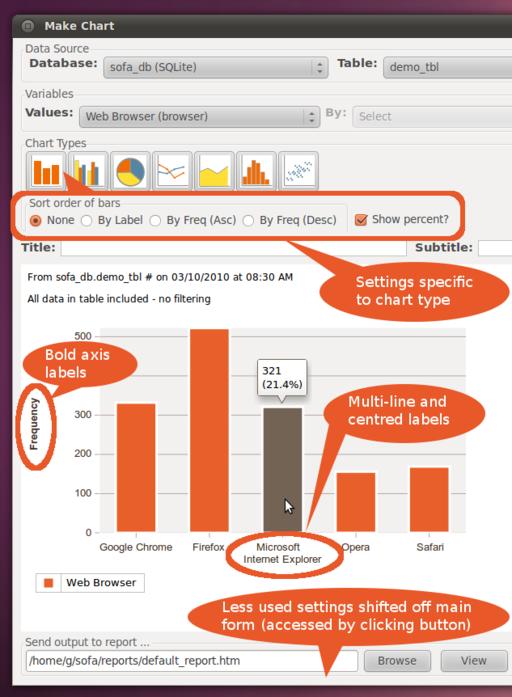 Make Chart
Data Source
Database: sofa_db (SQLite) Table: demo_tbl
Variables
Values: Web Browser (browser) By: Select
Chart Types
Sort order of bars
None By Label By Freq (Asc) By Freq (Desc) Show percent?
Title: Subtitle:
Settings specific
to chart type
From sofa_db.demo_tbl # on 03/10/2010 at 08:30 AM
All data in table included - no filtering
Bold axis
labels
Frequency
500
300
200
100
0
321
(21.4%)
Multi-line and
centred labels
Google Chrome Firefox Microsoft
Internet Explorer Opera Safari
Web Browser
Less used settings shifted off main
form (accessed by clicking button)
Send output to report ...
/home/g/sofa/reports/default_report.htm Browse View